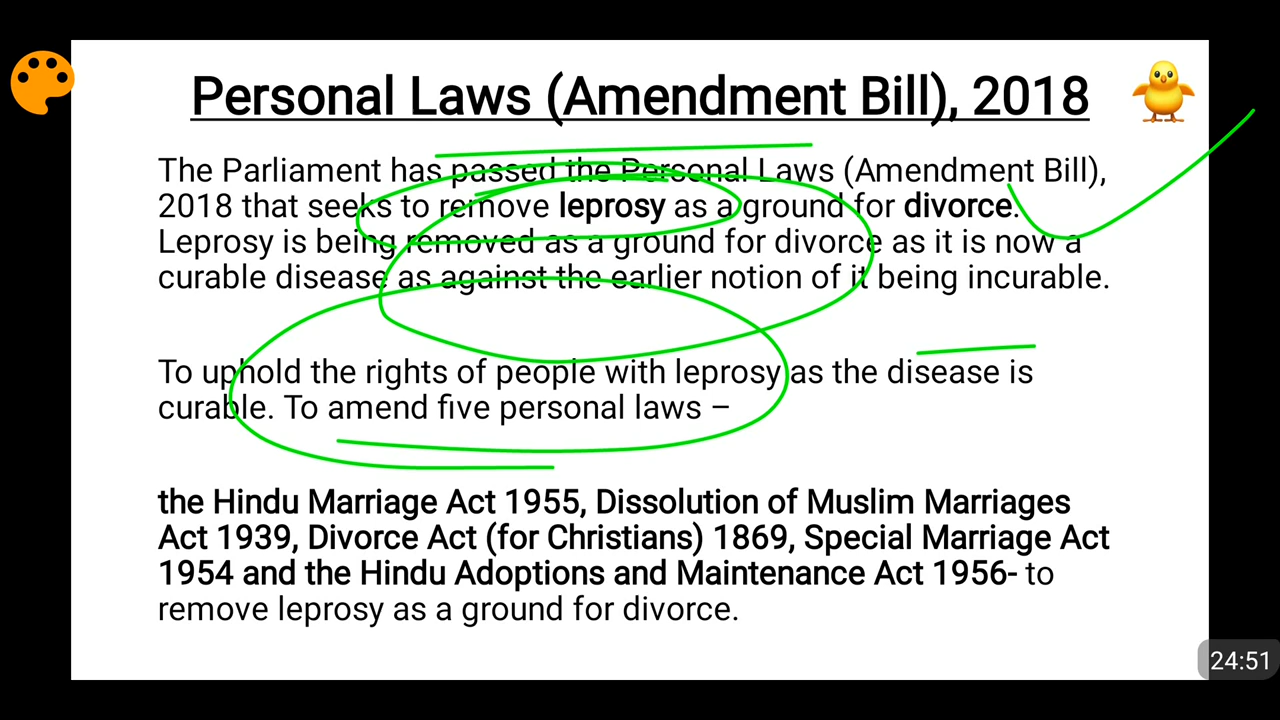 Personal Laws (Amendment Bill), 2018
The Parliament has passed the Personal Laws (Amendment Bill),
2018 that seeks to remove leprosy as a ground for divorce.
Leprosy is being removed as a ground for divorce as it is now a
curable disease as against the earlier notion of it being incurable.
To uphold the rights of people with leprosy as the disease is
curable. To amend five personal laws –
the Hindu Marriage Act 1955, Dissolution of Muslim Marriages
Act 1939, Divorce Act (for Christians) 1869, Special Marriage Act
1954 and the Hindu Adoptions and Maintenance Act 1956- to
remove leprosy as a ground for divorce.
24:51